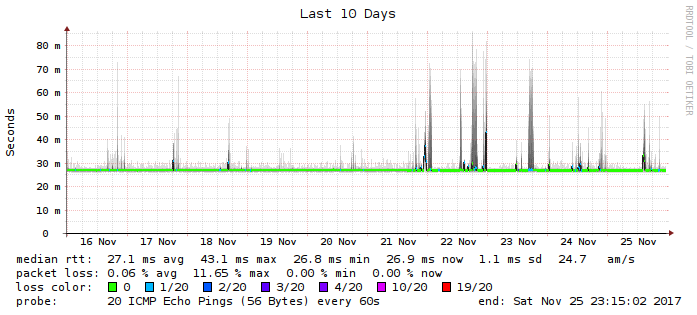 Last 10 Days
RRDTOOL / TOBI OETIKER
Seconds
80 m
70 m
60 m
50 m
40 m
30 m
20 m
10 m
0
16 Nov 17 Nov 18 Nov 19 Nov 20 Nov 21 Nov 22 Nov 23 Nov 24 Nov 25 Nov
median rtt: 27.1 ms avg 43.1 ms max 26.8 ms min 26.9 ms now 1.1 ms sd 24.7 am/s
packet loss: 0.06 % avg 11.65 % max 0.00 % min 0.00 % now
loss color: 0 1/20 2/20 3/20 4/20 10/20 19/20
probe: 20 ICMP Echo Pings (56 Bytes) every 60s end: Sat Nov 25 23:15:02 2017